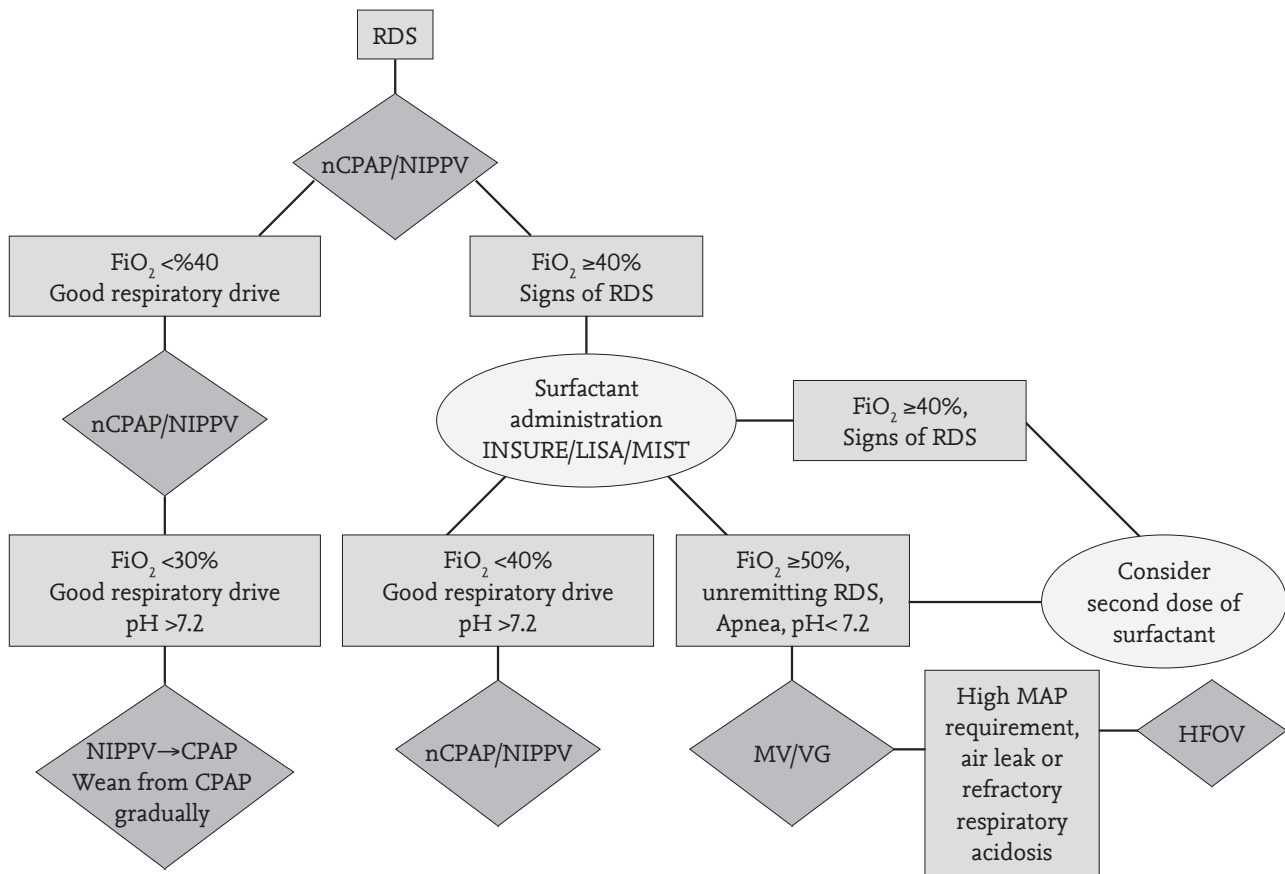 RDS
nCPAP/NIPPV
FiO₂ <%40
Good respiratory drive
FiO₂ ≥40%
Signs of RDS
nCPAP/NIPPV
Surfactant
administration
INSURE/LISA/MIST
FiO₂ ≥40%,
Signs of RDS
FiO₂ <30%
Good respiratory drive
pH >7.2
FiO₂ <40%
Good respiratory drive
pH >7.2
FiO₂ ≥50%,
unremitting RDS,
Apnea, pH< 7.2
Consider
second dose of
surfactant
NIPPV→CPAP
Wean from CPAP
gradually
nCPAP/NIPPV
MV/VG
High MAP
requirement,
air leak or
refractory
respiratory
acidosis
HFOV